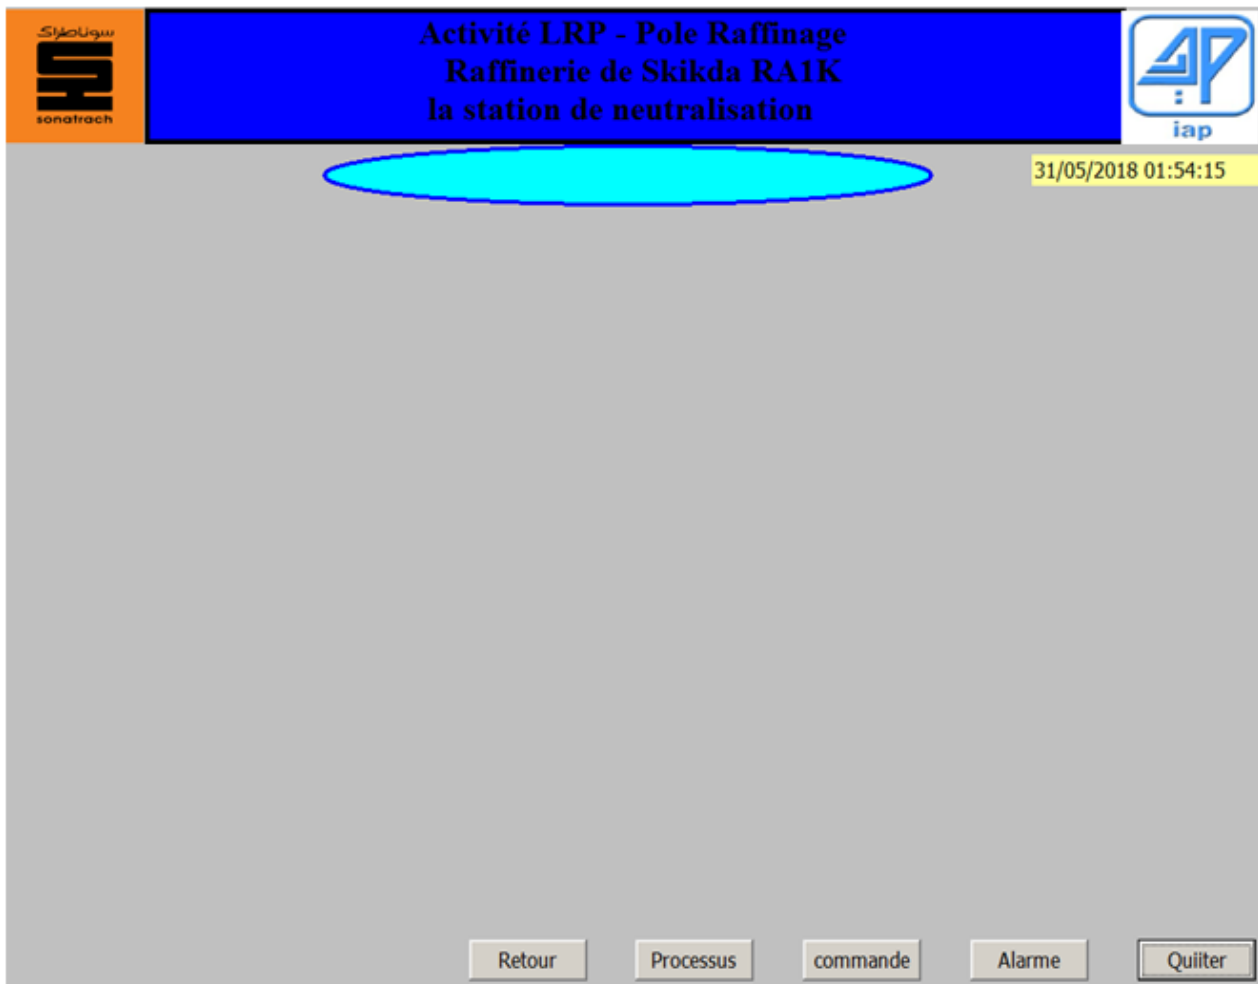 سوناطراك
sonatrach
Activité LRP - Pole Raffinage
Raffinerie de Skikda RA1K
la station de neutralisation
iap
31/05/2018 01:54:15
Retour
Processus
commande
Alarme
Quiiter